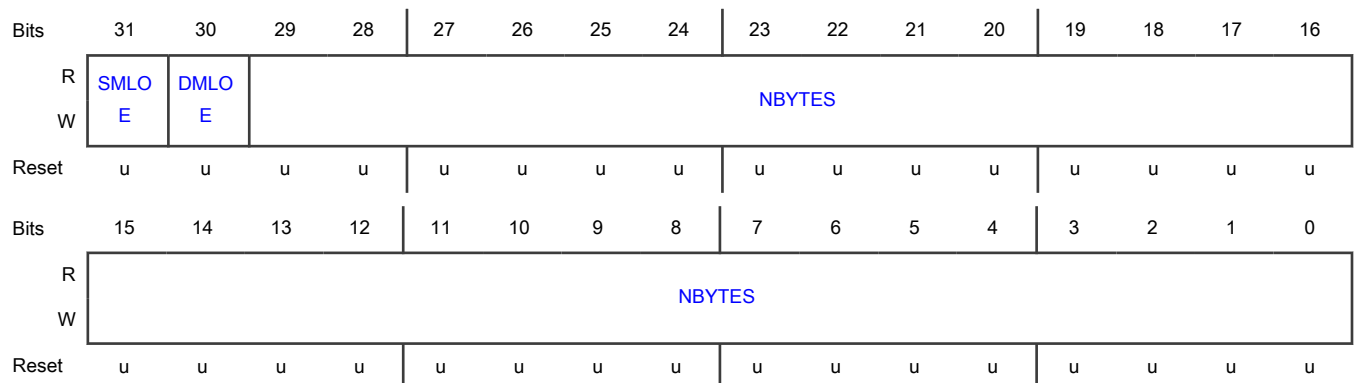 Bits 31 30 29 28 27 26 25 24 23 22 21 20 19 18 17 16
R
SMLO DMLO
NBYTES
E E
W
Reset u u u u u u u u u u u u u u u u
Bits 15 14 13 12 11 10 9 8 7 6 5 4 3 2 1 0
R
NBYTES
W
Reset u u u u u u u u u u u u u u u u